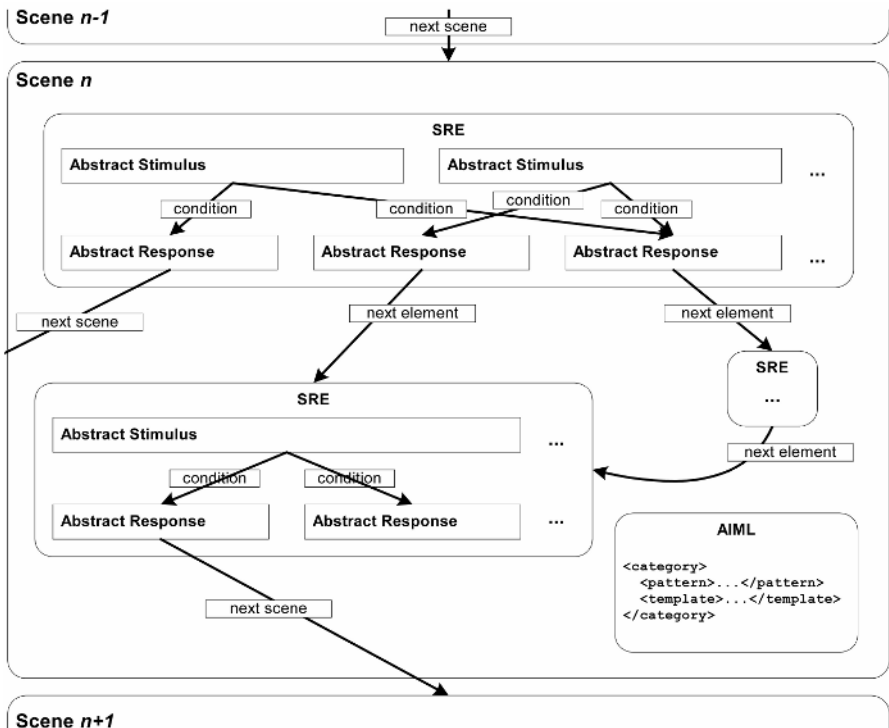 Scene n-1
next scene
Scene n
SRE
Abstract Stimulus
Abstract Stimulus
...
condition
condition
condition
condition
Abstract Response
Abstract Response
Abstract Response
...
next scene
next element
next element
SRE
...
next element
SRE
Abstract Stimulus
...
condition
condition
Abstract Response
Abstract Response
...
AIML
<category>
<pattern>...</pattern>
<template>...</template>
</category>
next scene
Scene n+1